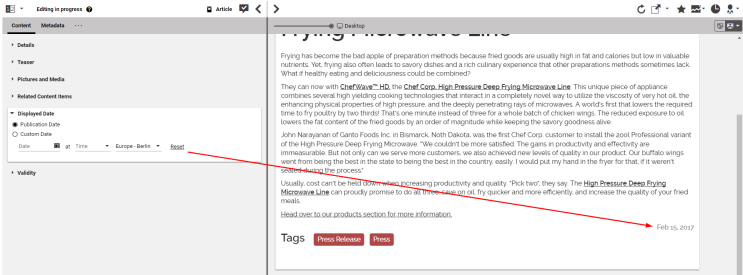 Editing in progress
Article
Content Metadata ...
Desktop
Details
Teaser
Pictures and Media
Related Content Items
Displayed Date
Publication Date
Custom Date
Date at Time Europe - Berlin Reset
Validity
Frying Microwave Line
Frying has become the bad apple of preparation methods because fried goods are usually high in fat and calories but low in valuable
nutrients. Yet, frying also often leads to savory dishes and a rich culinary experience that other preparations methods sometimes lack.
What if healthy eating and deliciousness could be combined?
They can now with ChefWave™ HD, the Chef Corp. High Pressure Deep Frying Microwave Line. This unique piece of appliance
combines several high yielding cooking technologies that interact in a completely novel way to utilize the viscosity of very hot oil, the
enhancing physical properties of high pressure, and the deeply penetrating rays of microwaves. A world's first that lowers the required
time to fry poultry by two thirds! That's one minute instead of three for a whole batch of chicken wings. The reduced exposure to oil
lowers the fat content of the fried goods by an order of magnitude while keeping the savory goodness alive.
John Narayanan of Ganto Foods Inc. in Bismarck, Noth Dakota, was the first Chef Corp. customer to install the 2001 Professional variant
of the High Pressure Deep Frying Microwave. "We couldn't be more satisfied. The gains in productivity and effectivity are
immeasurable. But not only can we serve more customers, we also achieved new levels of quality in our product. Our buffalo wings
went from being the best in the state to being the best in the country, easily. I would put my hand in the fryer for that, if it weren't
sealed during the process."
Usually, cost can't be held down when increasing productivity and quality. "Pick two", they say. The High Pressure Deep Frying
Microwave Line can proudly promise to do all three: save on oil, fry quicker and more efficiently, and increase the quality of your fried
meals.
Head over to our products section for more information.
Feb 15, 2017
Tags Press Release Press